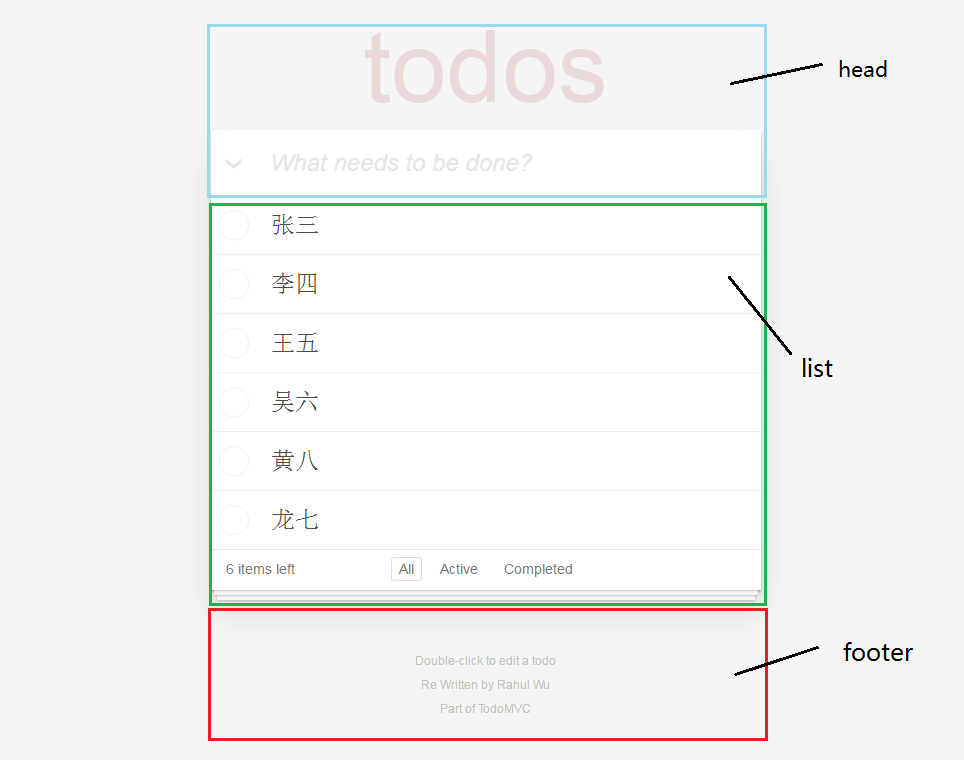 todos
head
What needs to be done?
张三
李四
王五
list
吴六
黄八
龙七
6 items left All Active Completed
footer
Double-click to edit a todo
Re Written by Rahul Wu
Part of TodoMVC